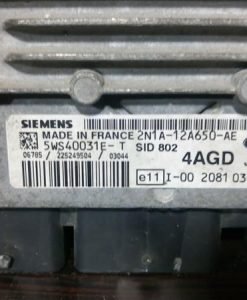 SIEMENS
MADE IN FRANCE 2N1A-12A650-AE
5WS40031E-T SID 802
06785 / 225249504 / 03044
4AGD
e11 I-00 2081 03